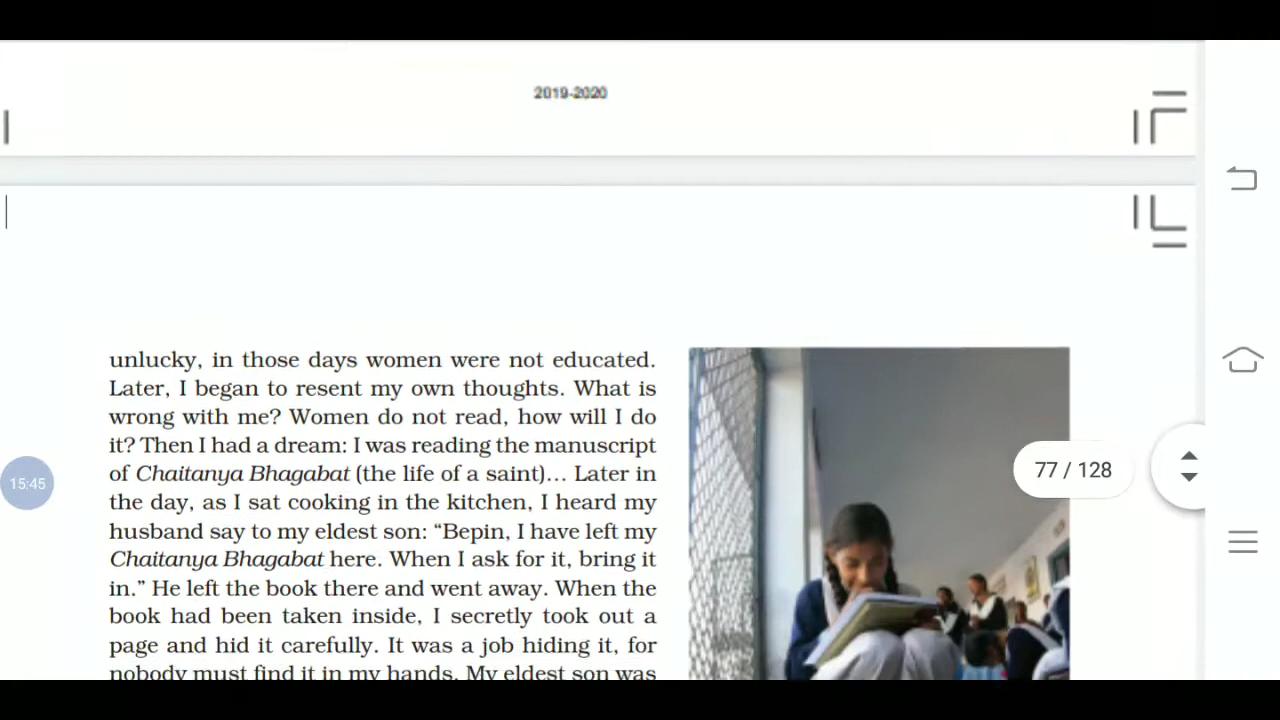 2019-2020
unlucky, in those days women were not educated.
Later, I began to resent my own thoughts. What is
wrong with me? Women do not read, how will I do
it? Then I had a dream: I was reading the manuscript
of Chaitanya Bhagabat (the life of a saint)... Later in
the day, as I sat cooking in the kitchen, I heard my
husband say to my eldest son: “Bepin, I have left my
Chaitanya Bhagabat here. When I ask for it, bring it
in.” He left the book there and went away. When the
book had been taken inside, I secretly took out a
page and hid it carefully. It was a job hiding it, for
nobody must find it in my hands. My eldest son was
77 / 128
15:45